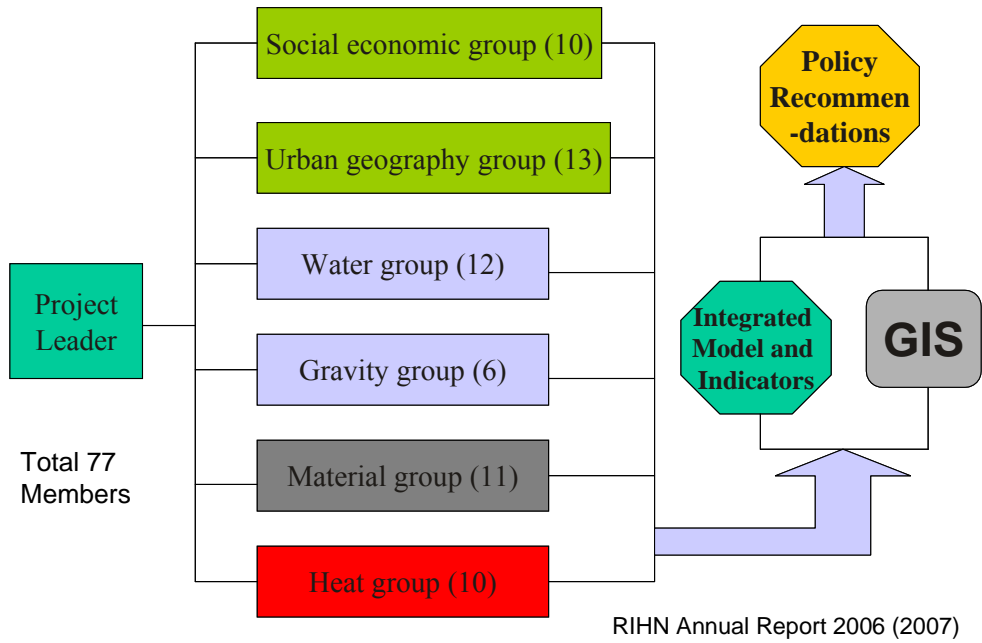 Social economic group (10)
Urban geography group (13)
Water group (12)
Gravity group (6)
Material group (11)
Heat group (10)
Project
Leader
Total 77
Members
Policy
Recommen
-dations
Integrated
Model and
Indicators
GIS
RIHN Annual Report 2006 (2007)